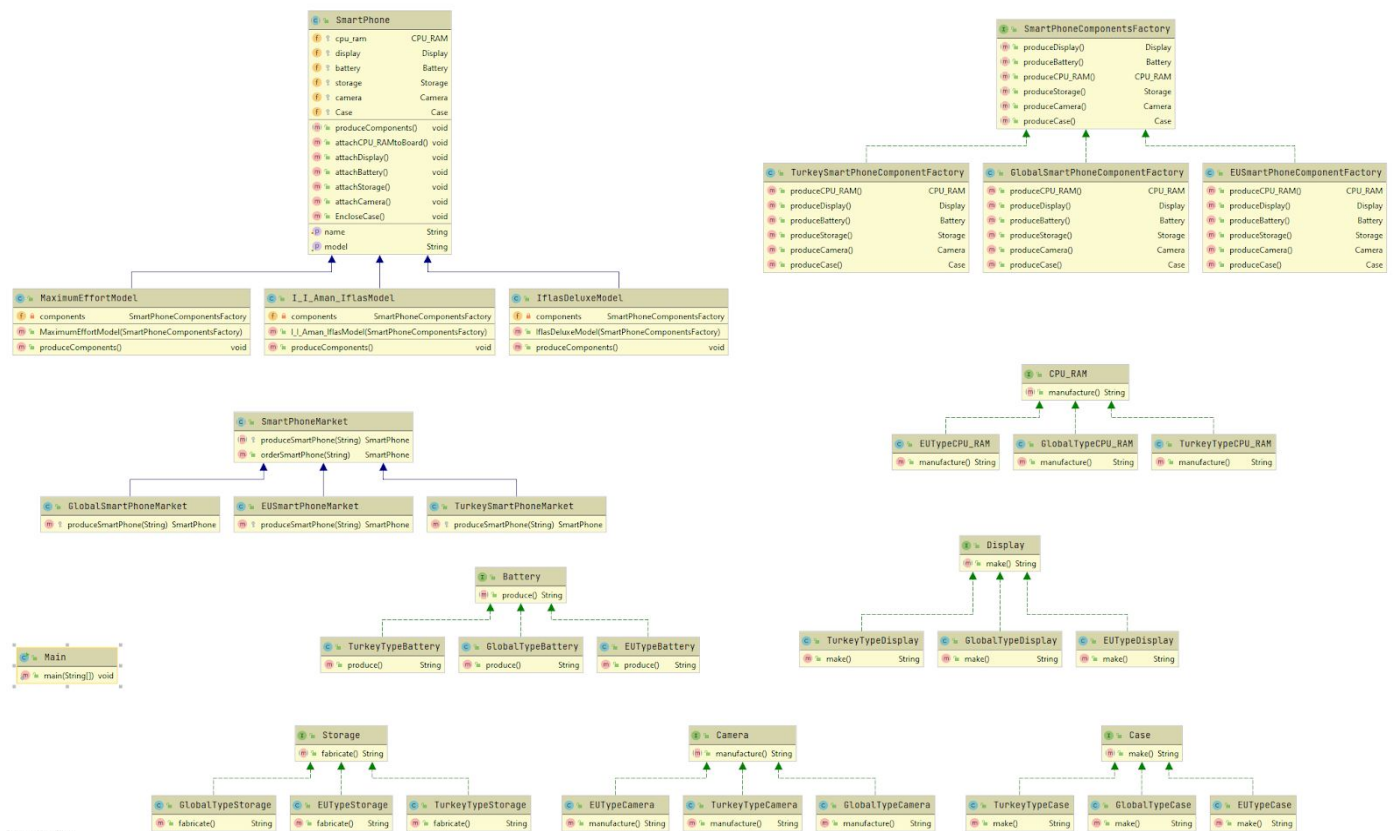 SmartPhone
cpu_ram CPU_RAM
display Display
battery Battery
storage Storage
camera Camera
Case Case
produceComponents() void
attachCPU_RAMtoBoard() void
attachDisplay() void
attachBattery() void
attachStorage() void
attachCamera() void
EncloseCase() void
name String
model String
MaximumEffortModel
components SmartPhoneComponentsFactory
MaximumEffortModel(SmartPhoneComponentsFactory)
produceComponents() void
I_I_Aman_IflasModel
components SmartPhoneComponentsFactory
I_I_Aman_IflasModel(SmartPhoneComponentsFactory)
produceComponents() void
IflasDeluxeModel
components SmartPhoneComponentsFactory
IflasDeluxeModel(SmartPhoneComponentsFactory)
produceComponents() void
SmartPhoneComponentsFactory
produceDisplay() Display
produceBattery() Battery
produceCPU_RAM() CPU_RAM
produceStorage() Storage
produceCamera() Camera
produceCase() Case
TurkeySmartPhoneComponentFactory
produceCPU_RAM() CPU_RAM
produceDisplay() Display
produceBattery() Battery
produceStorage() Storage
produceCamera() Camera
produceCase() Case
GlobalSmartPhoneComponentFactory
produceCPU_RAM() CPU_RAM
produceDisplay() Display
produceBattery() Battery
produceStorage() Storage
produceCamera() Camera
produceCase() Case
EUSmartPhoneComponentFactory
produceCPU_RAM() CPU_RAM
produceDisplay() Display
produceBattery() Battery
produceStorage() Storage
produceCamera() Camera
produceCase() Case
CPU_RAM
manufacture() String
EUTypeCPU_RAM
manufacture() String
GlobalTypeCPU_RAM
manufacture() String
TurkeyTypeCPU_RAM
manufacture() String
SmartPhoneMarket
produceSmartPhone(String) SmartPhone
orderSmartPhone(String) SmartPhone
GlobalSmartPhoneMarket
produceSmartPhone(String) SmartPhone
EUSmartPhoneMarket
produceSmartPhone(String) SmartPhone
TurkeySmartPhoneMarket
produceSmartPhone(String) SmartPhone
Display
make() String
TurkeyTypeDisplay
make() String
GlobalTypeDisplay
make() String
EUTypeDisplay
make() String
Battery
produce() String
TurkeyTypeBattery
produce() String
GlobalTypeBattery
produce() String
EUTypeBattery
produce() String
Main
main(String[]) void
Storage
fabricate() String
GlobalTypeStorage
fabricate() String
EUTypeStorage
fabricate() String
TurkeyTypeStorage
fabricate() String
Camera
manufacture() String
EUTypeCamera
manufacture() String
TurkeyTypeCamera
manufacture() String
GlobalTypeCamera
manufacture() String
Case
make() String
TurkeyTypeCase
make() String
GlobalTypeCase
make() String
EUTypeCase
make() String